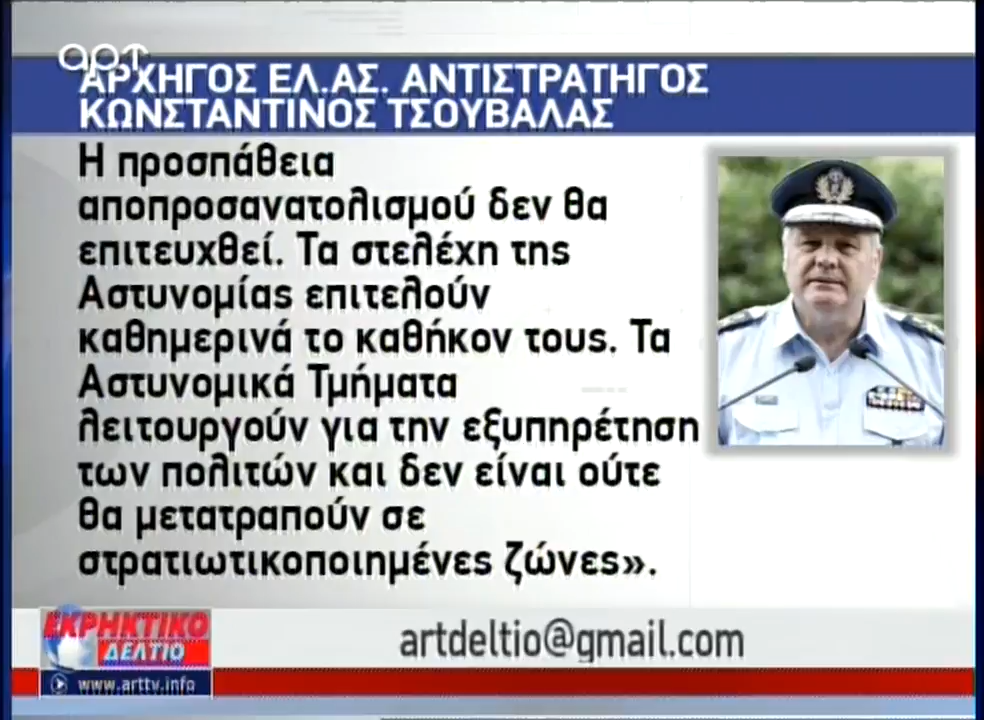 αρτ
ΑΡΧΗΓΟΣ ΕΛ.ΑΣ. ΑΝΤΙΣΤΡΑΤΗΓΟΣ
ΚΩΝΣΤΑΝΤΙΝΟΣ ΤΣΟΥΒΑΛΑΣ
Η προσπάθεια
αποπροσανατολισμού δεν θα
επιτευχθεί. Τα στελέχη της
Αστυνομίας επιτελούν
καθημερινά το καθήκον τους. Τα
Αστυνομικά Τμήματα
λειτουργούν για την εξυπηρέτηση
των πολιτών και δεν είναι ούτε
θα μετατραπούν σε
στρατιωτικοποιημένες ζώνες».
ΕΚΡΗΚΤΙΚΟ
ΔΕΛΤΙΟ
www.arttv.info
artdeltio@gmail.com